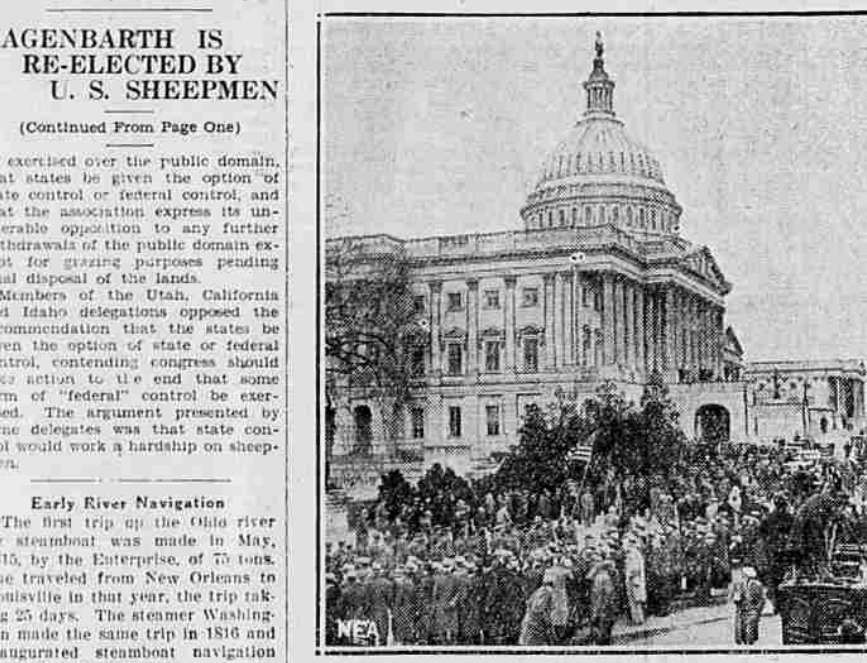 AGENBARTH IS
RE-ELECTED BY
U. S. SHEEPMEN
(Continued From Page One)
exercised over the public domain,
at states be given the option of
ate control or federal control, and
at the association express its un-
erable opposition to any further
thdrawals of the public domain ex-
pt for grazing purposes pending
al disposal of the lands.
Members of the Utah, California
d Idaho delegations opposed the
commendation that the states be
ven the option of state or federal
ntrol, contending congress should
action to the end that some
rm of "federal" control be exer-
sed. The argument presented by
me delegates was that state con-
ol would work a hardship on sheep-
en.
Early River Navigation
The first trip up the Ohio river
steamboat was made in May,
15, by the Enterprise, of 75 tons.
e traveled from New Orleans to
ouisville in that year, the trip tak-
g 25 days. The steamer Washing-
n made the same trip in 1816 and
augurated steamboat navigation
NEA